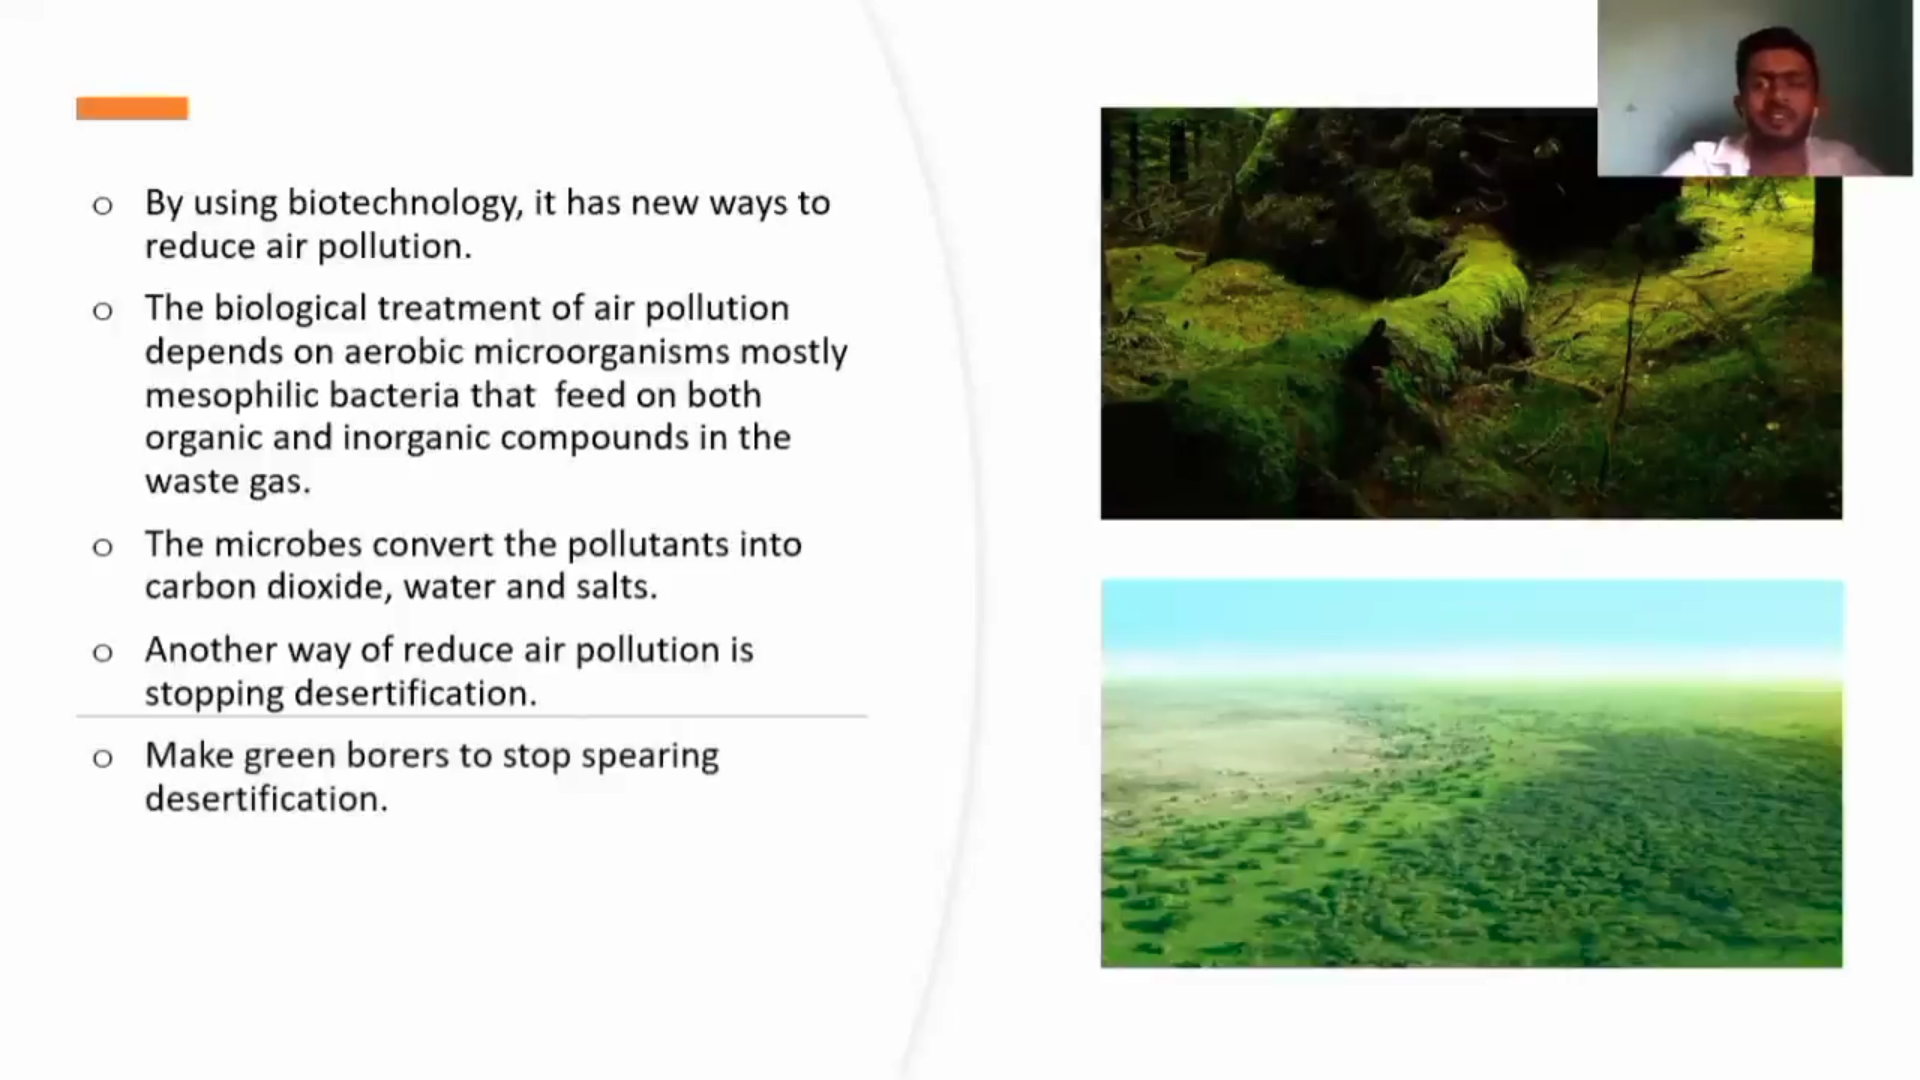 By using biotechnology, it has new ways to
reduce air pollution.
The biological treatment of air pollution
depends on aerobic microorganisms mostly
mesophilic bacteria that  feed on both
organic and inorganic compounds in the
waste gas.
The microbes convert the pollutants into
carbon dioxide, water and salts.
Another way of reduce air pollution is
stopping desertification.
Make green borers to stop spearing
desertification.